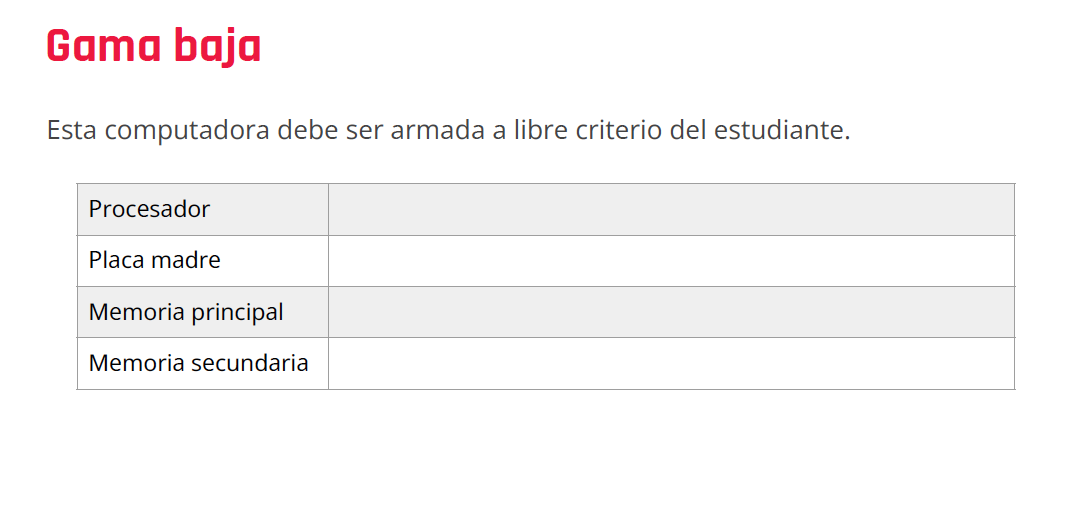 Gama baja
Esta computadora debe ser armada a libre criterio del estudiante.
Procesador
Placa madre
Memoria principal
Memoria secundaria